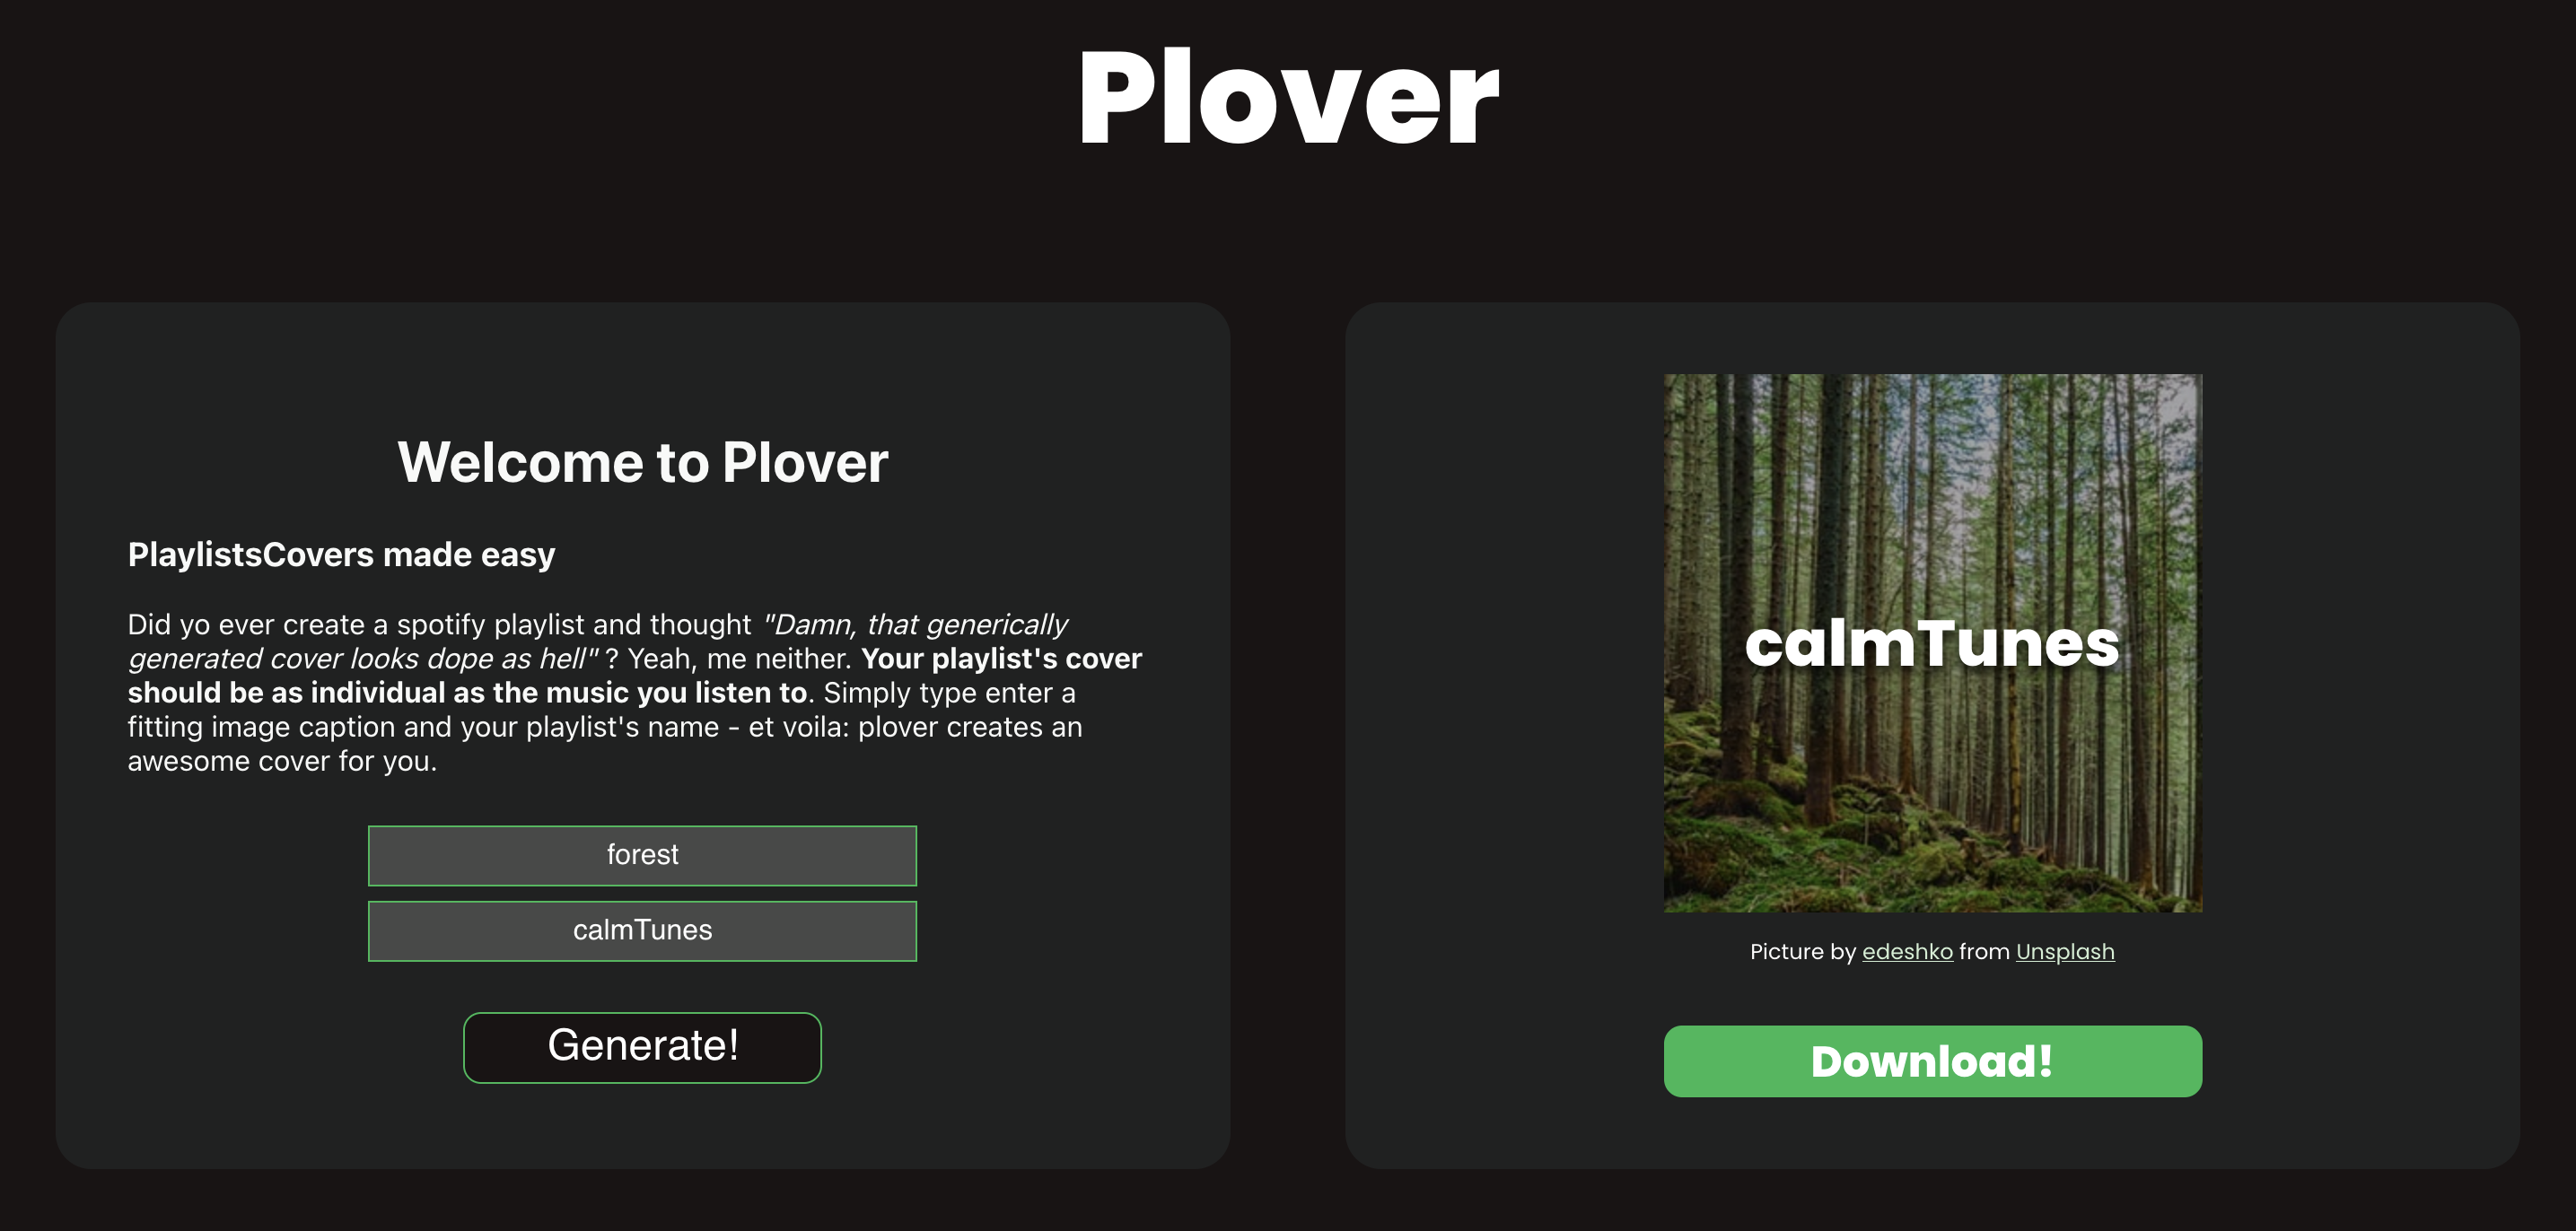 Plover
Welcome to Plover
PlaylistsCovers made easy
Did yo ever create a spotify playlist and thought "Damn, that generically
generated cover looks dope as hell" ? Yeah, me neither. Your playlist's cover
should be as individual as the music you listen to. Simply type enter a
fitting image caption and your playlist's name - et voila: plover creates an
awesome cover for you.
forest
calmTunes
Generate!
calmTunes
Picture by edeshko from Unsplash
Download!